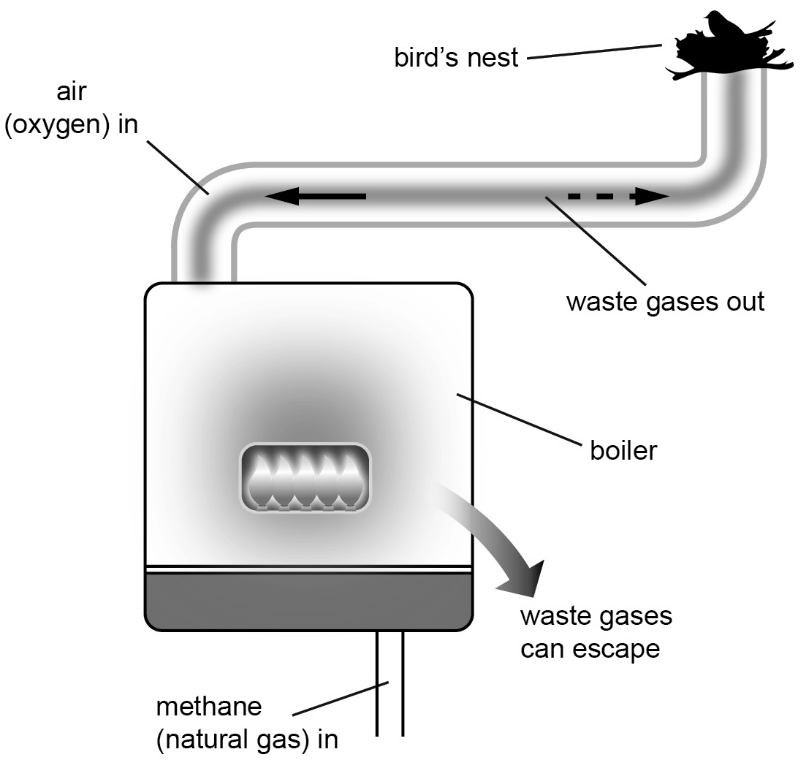 bird's nest
air
(oxygen) in
waste gases out
boiler
waste gases
can escape
methane
(natural gas) in